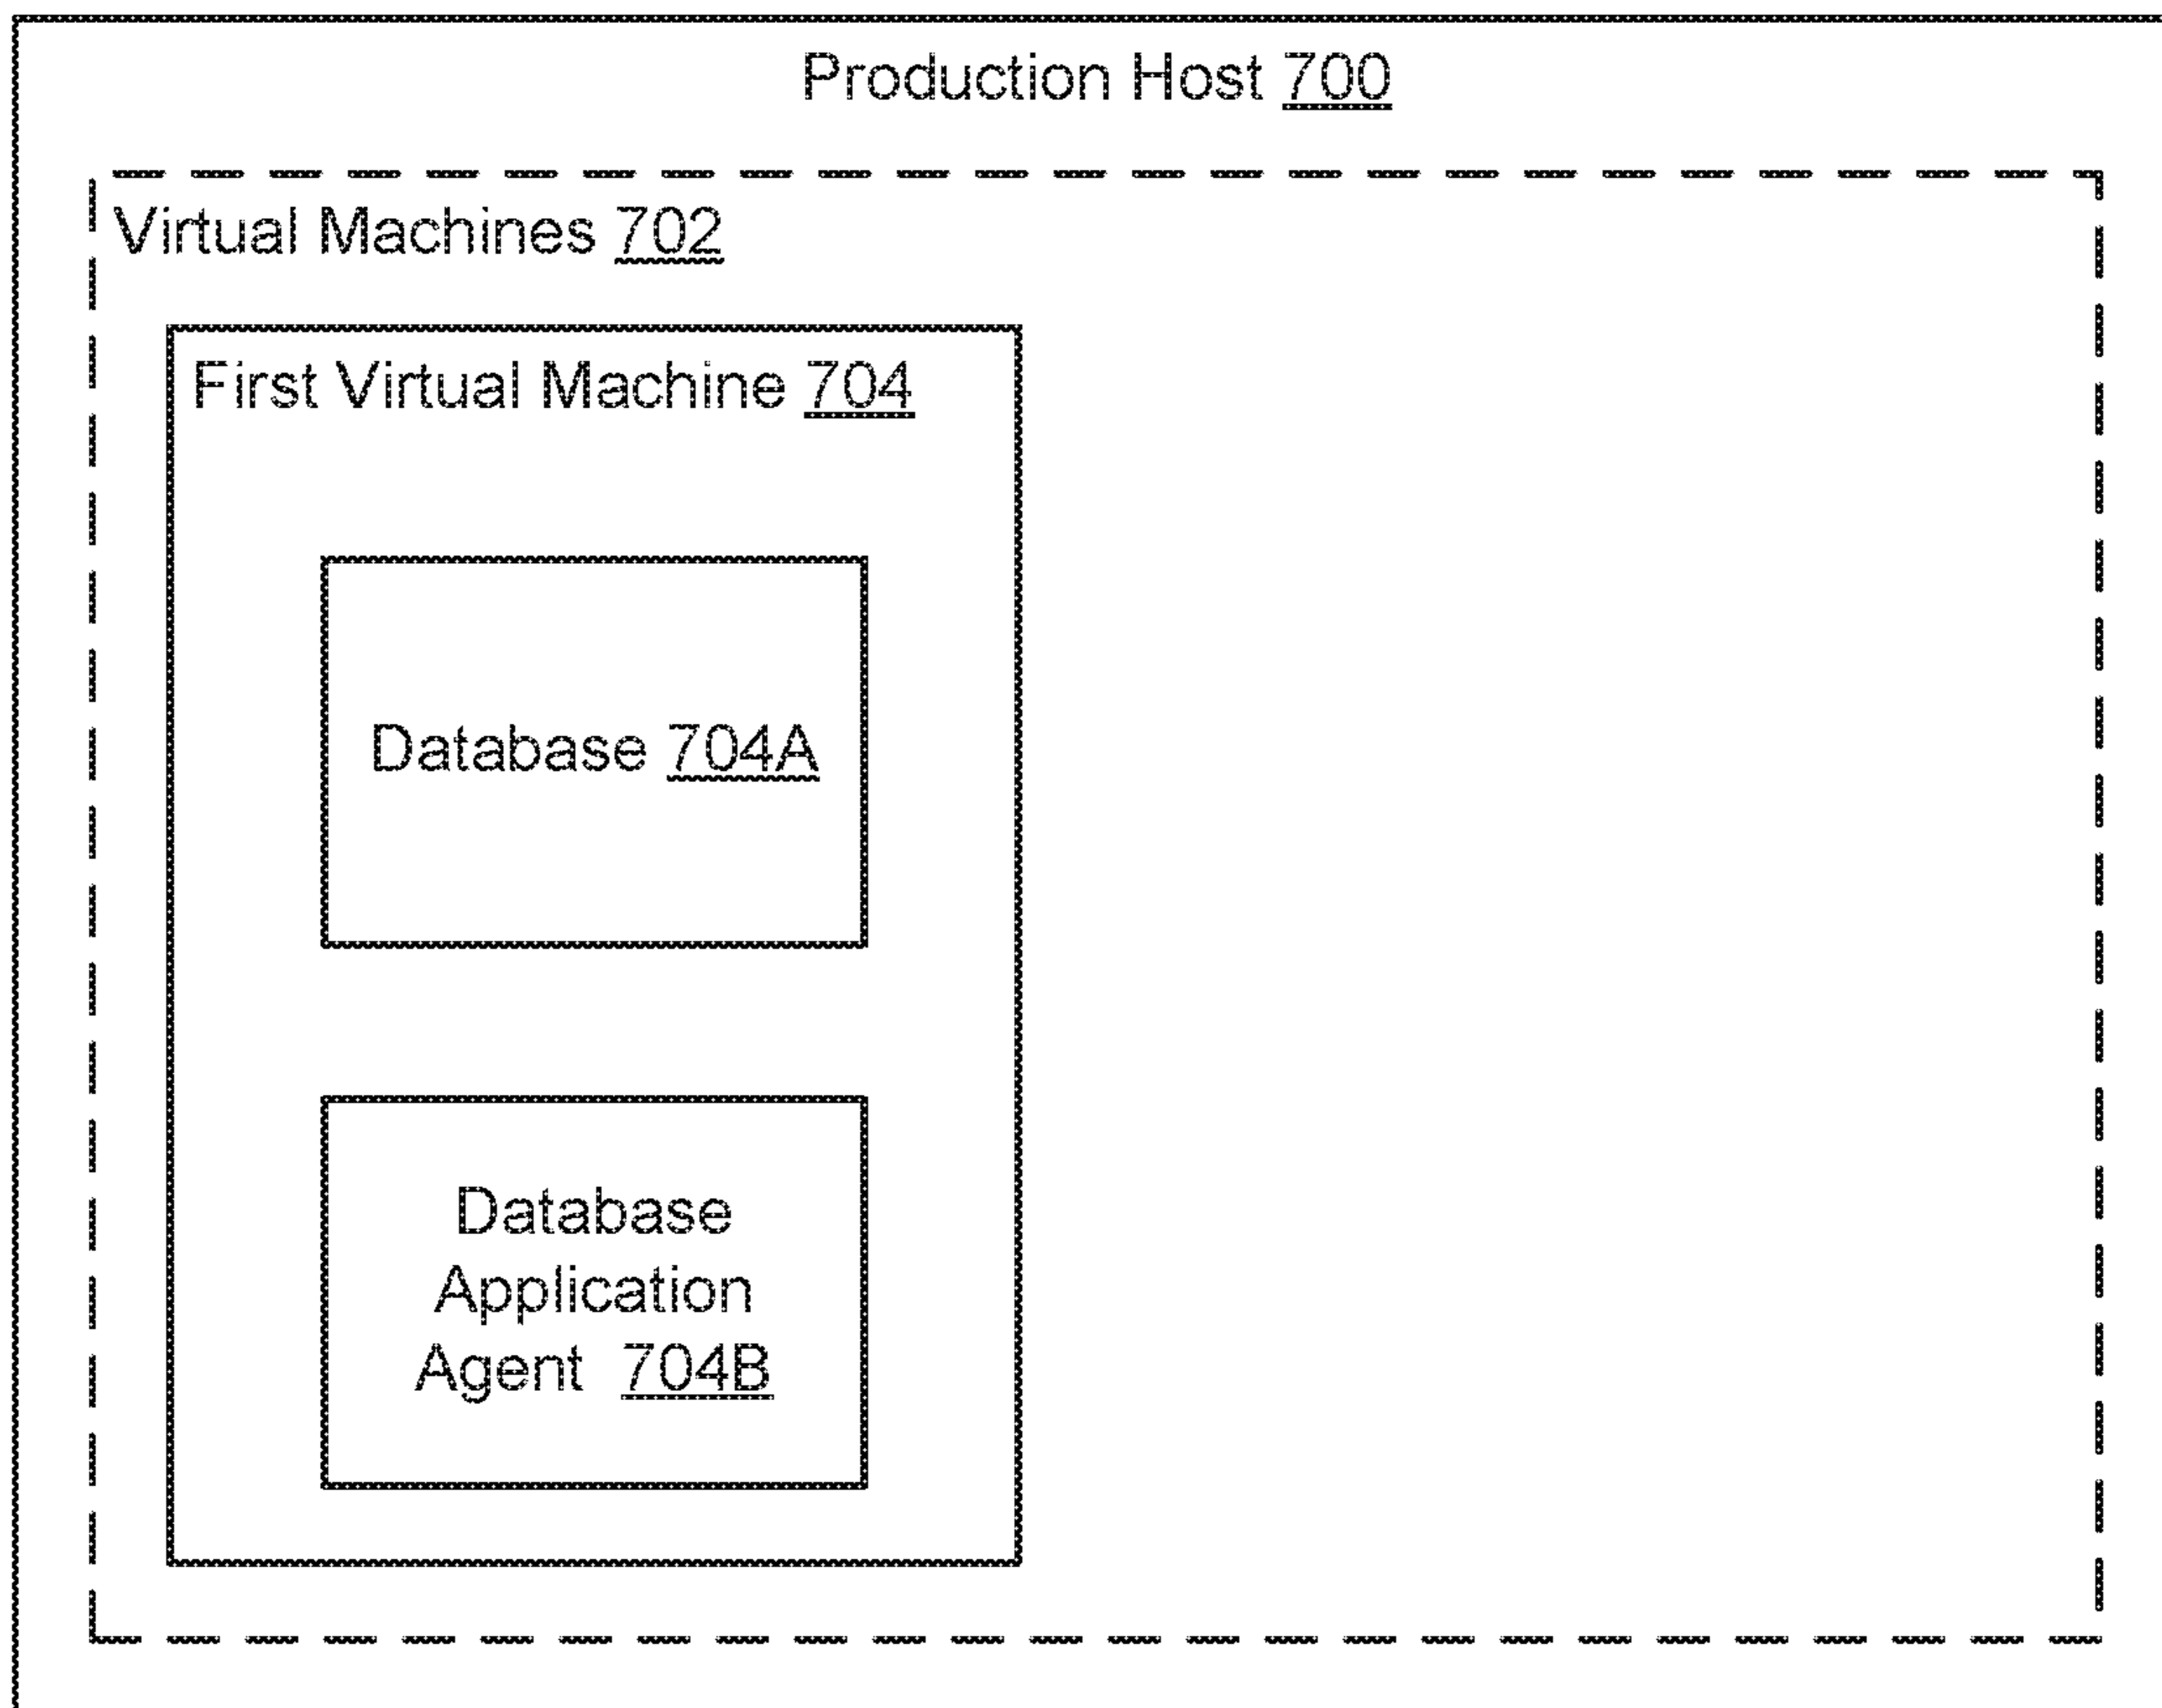 Production Host 700
Virtual Machines 702
First Virtual Machine 704
Database 704A
Database
Application
Agent 704B